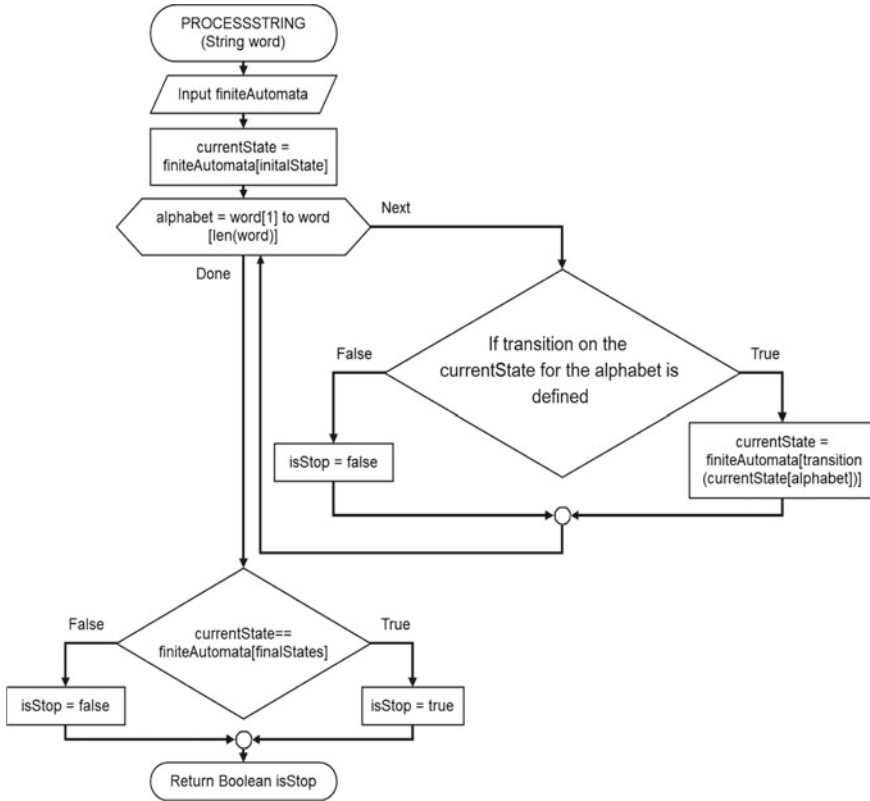 PROCESSSTRING
(String word)
Input finiteAutomata
currentState =
finiteAutomata[initalState]
alphabet = word[1] to word
[len(word)]
Next
Done
If transition on the
currentState for the alphabet is
defined
False
True
isStop = false
currentState =
finiteAutomata[transition
(currentState[alphabet])]
currentState==
finiteAutomata[finalStates]
False
True
isStop = false
isStop = true
Return Boolean isStop